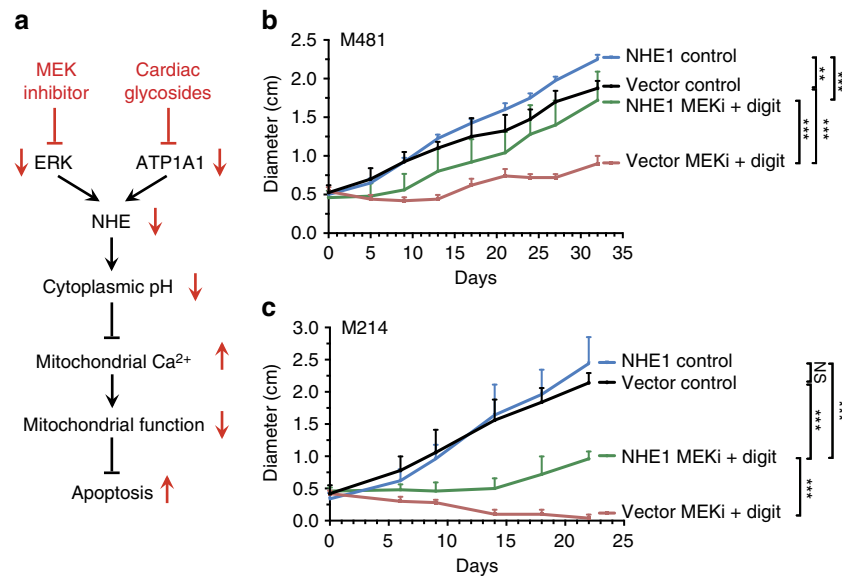 a
MEK
inhibitor
Cardiac
glycosides
ERK
ATP1A1
NHE
Cytoplasmic pH
Mitochondrial Ca²⁺
Mitochondrial function
Apoptosis
b
M481
Diameter (cm)
2.5
2.0
1.5
1.0
0.5
0.0
0 5 10 15 20 25 30 35
Days
NHE1 control
Vector control
NHE1 MEKi + digit
Vector MEKi + digit
**
***
***
***
c
M214
Diameter (cm)
3.0
2.5
2.0
1.5
1.0
0.5
0.0
0 5 10 15 20 25
Days
NHE1 control
Vector control
NHE1 MEKi + digit
Vector MEKi + digit
NS
***
***
***